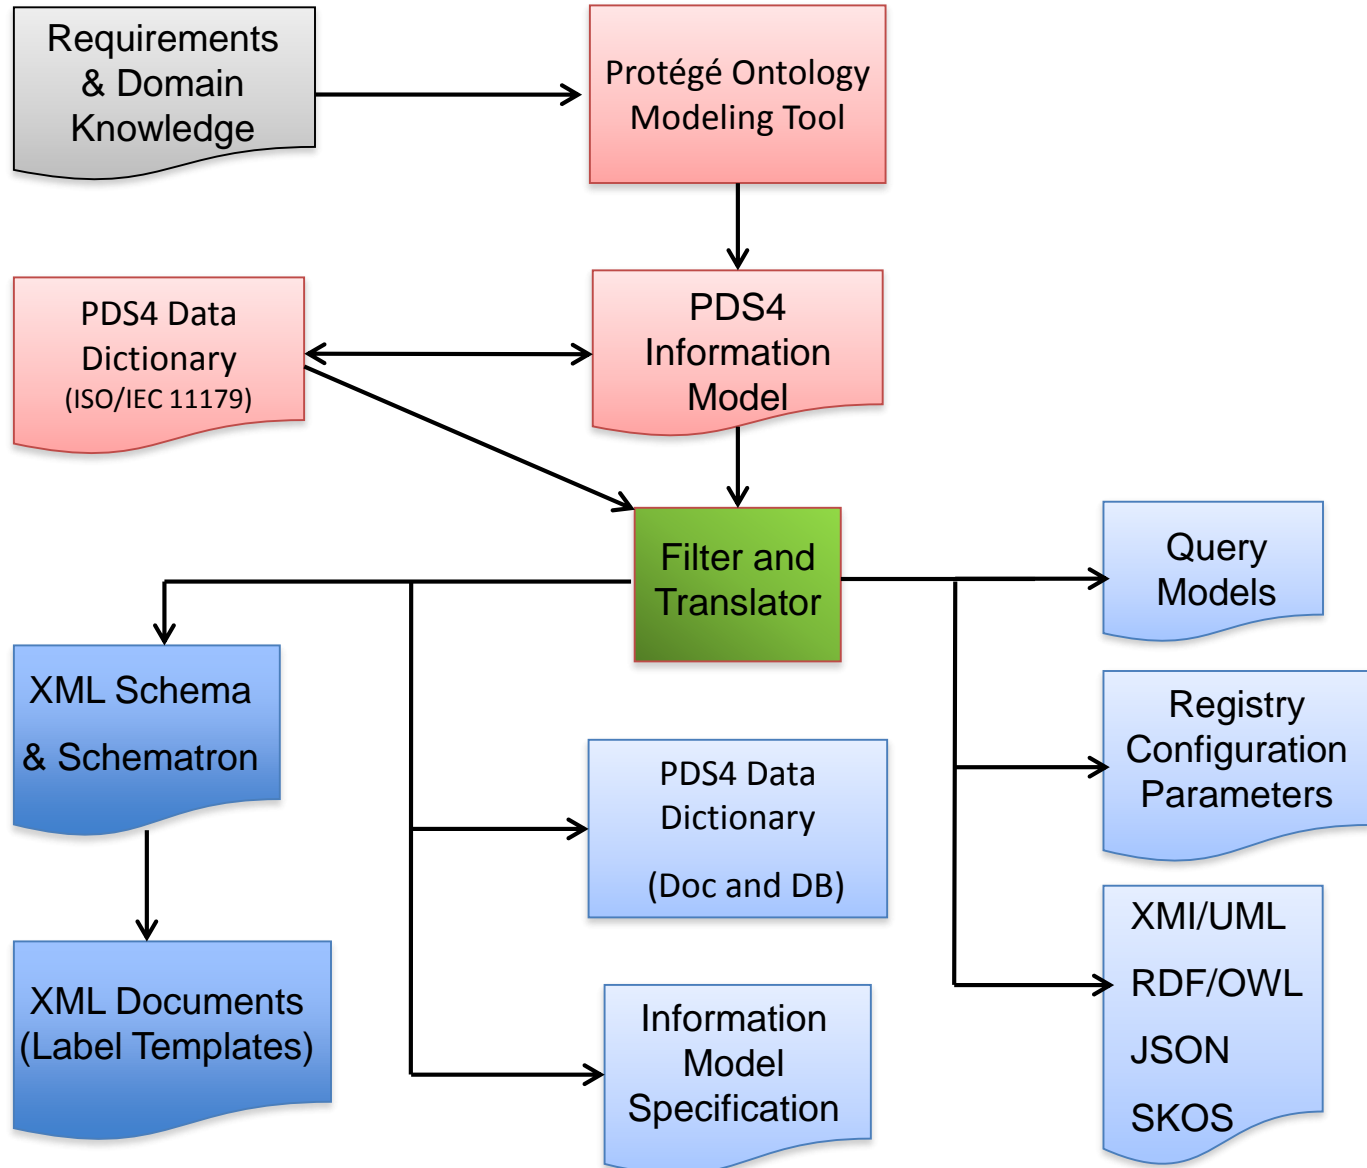 Requirements
& Domain
Knowledge
Protégé Ontology
Modeling Tool
PDS4 Data
Dictionary
(ISO/IEC 11179)
PDS4
Information
Model
Filter and
Translator
Query
Models
XML Schema
& Schematron
Registry
Configuration
Parameters
PDS4 Data
Dictionary
(Doc and DB)
XML Documents
(Label Templates)
Information
Model
Specification
XMI/UML
RDF/OWL
JSON
SKOS